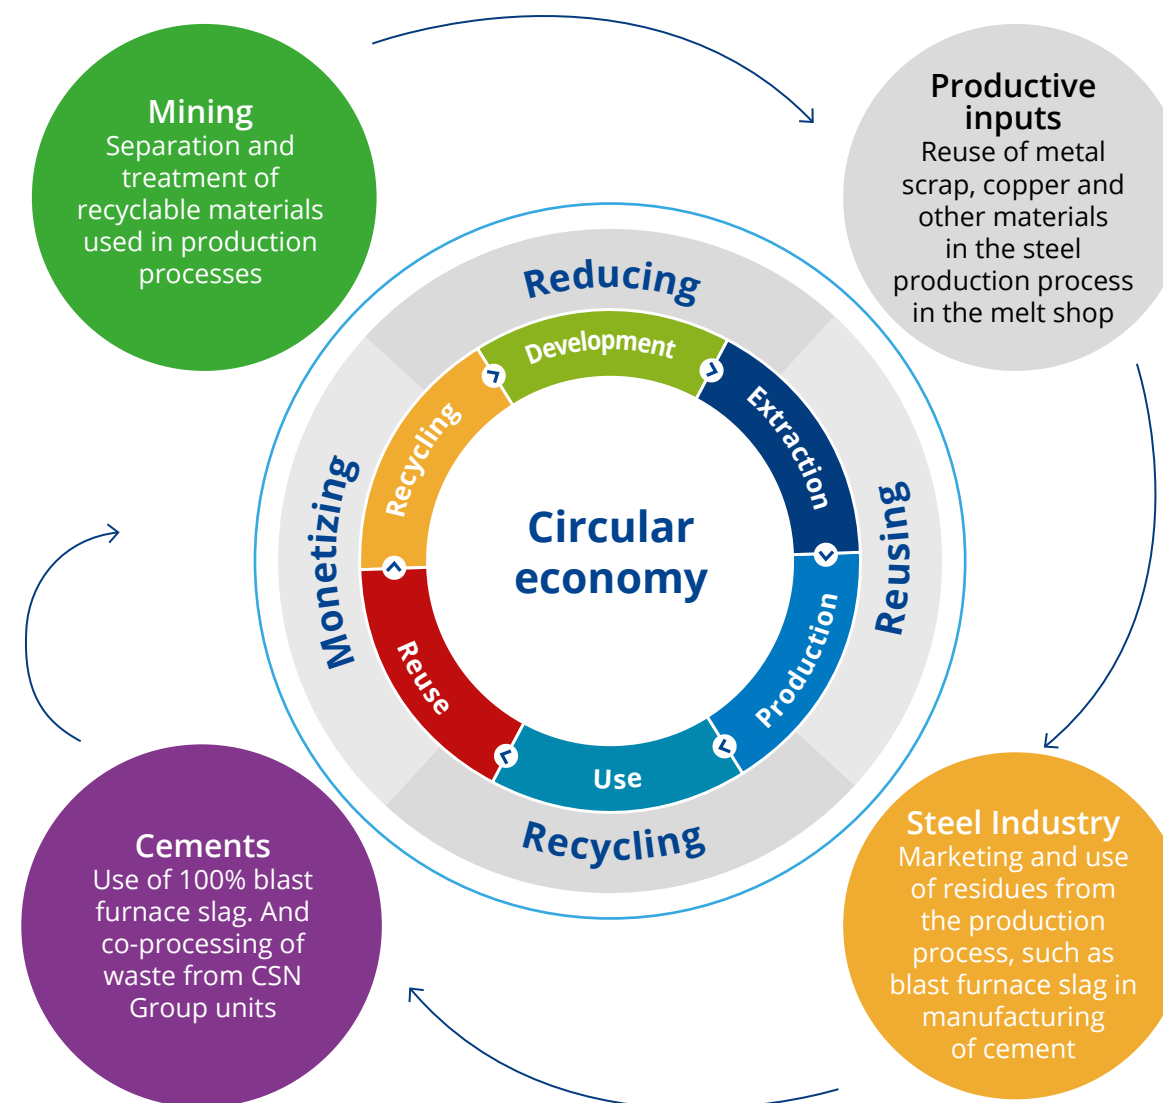 Mining
Separation and
treatment of
recyclable materials
used in production
processes
Productive
inputs
Reuse of metal
scrap, copper and
other materials
in the steel
production process
in the melt shop
Reducing
Reusing
Recycling
Monetizing
Development
Extraction
Production
Use
Reuse
Recycling
Circular
economy
Cements
Use of 100% blast
furnace slag. And
co-processing of
waste from CSN
Group units
Steel Industry
Marketing and use
of residues from
the production
process, such as
blast furnace slag in
manufacturing
of cement